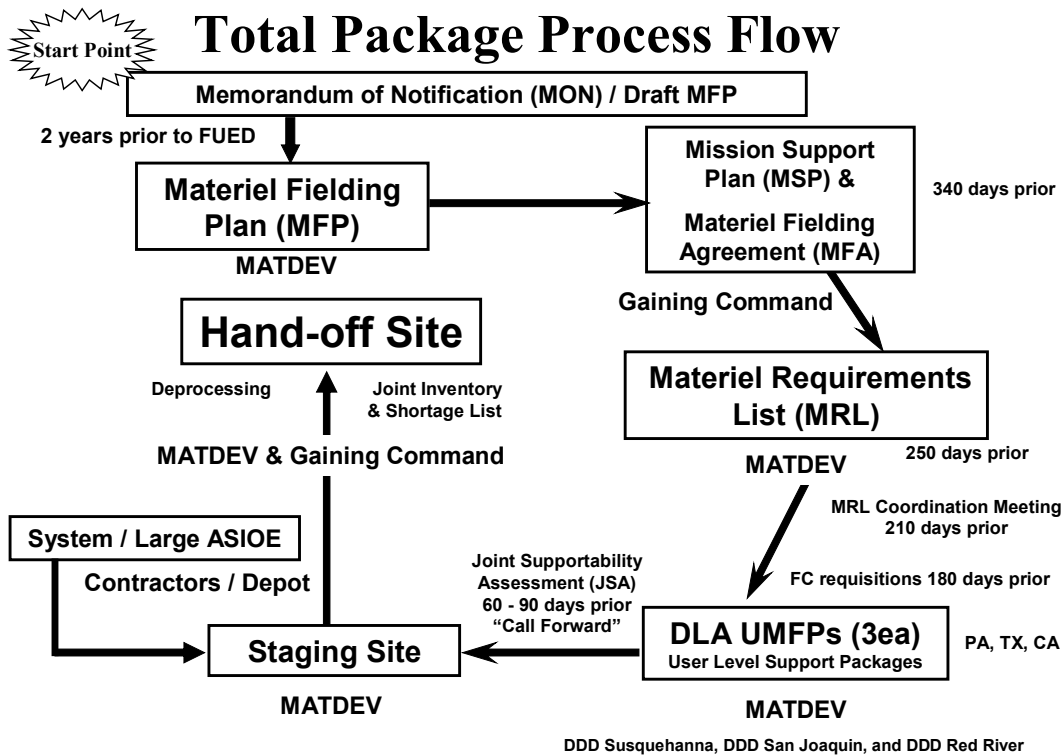 Start Point
Total Package Process Flow
Memorandum of Notification (MON) / Draft MFP
2 years prior to FUED
Materiel Fielding
Plan (MFP)
MATDEV
Mission Support
Plan (MSP) &
Materiel Fielding
Agreement (MFA)
340 days prior
Gaining Command
Materiel Requirements
List (MRL)
MATDEV
250 days prior
MRL Coordination Meeting
210 days prior
FC requisitions 180 days prior
DLA UMFPs (3ea)
User Level Support Packages
PA, TX, CA
MATDEV
DDD Susquehanna, DDD San Joaquin, and DDD Red River
Joint Supportability
Assessment (JSA)
60 - 90 days prior
“Call Forward”
System / Large ASIOE
Contractors / Depot
Staging Site
MATDEV
MATDEV & Gaining Command
Deprocessing
Joint Inventory
& Shortage List
Hand-off Site